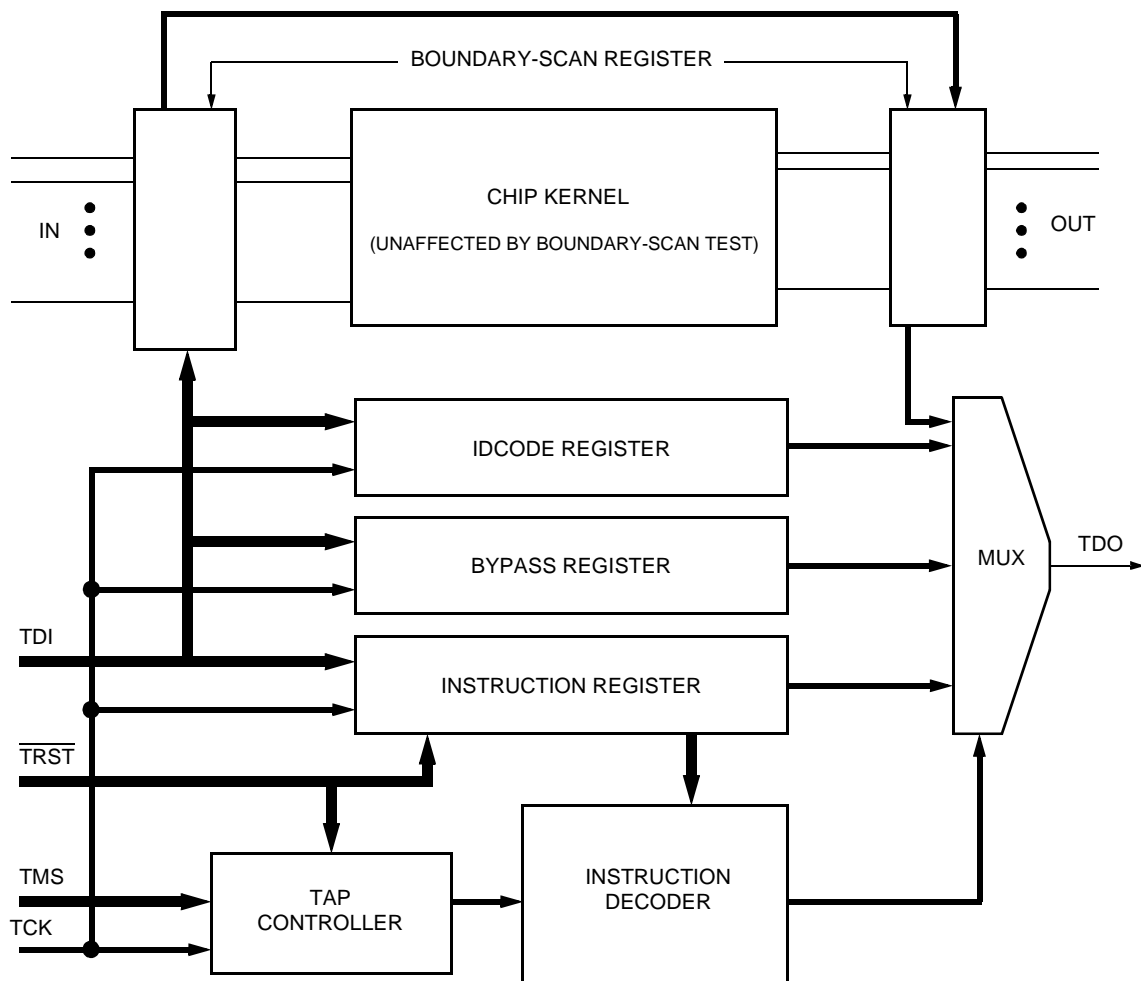 BOUNDARY-SCAN REGISTER
CHIP KERNEL
(UNAFFECTED BY BOUNDARY-SCAN TEST)
IN
OUT
IDCODE REGISTER
BYPASS REGISTER
MUX
TDO
TDI
INSTRUCTION REGISTER
TRST
TMS
TAP
CONTROLLER
INSTRUCTION
DECODER
TCK